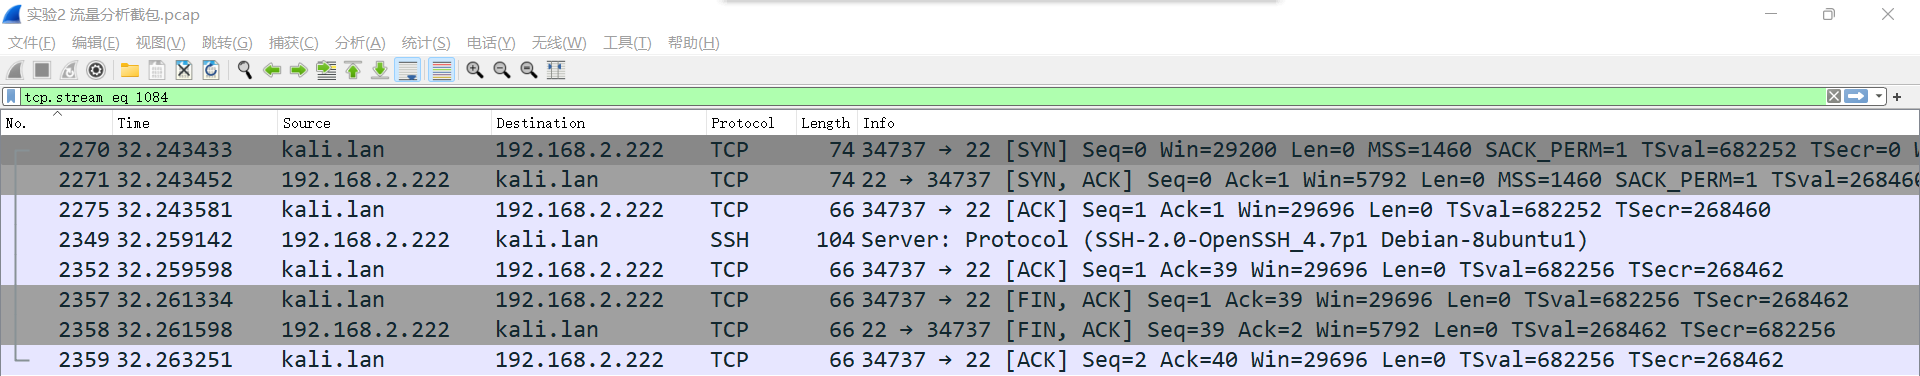 实验2 流量分析截包.pcap
文件(F) 编辑(E) 视图(V) 跳转(G) 捕获(C) 分析(A) 统计(S) 电话(Y) 无线(W) 工具(T) 帮助(H)
tcp.stream eq 1084
No. Time Source Destination Protocol Length Info
2270 32.243433 kali.lan 192.168.2.222 TCP 74 34737 → 22 [SYN] Seq=0 Win=29200 Len=0 MSS=1460 SACK_PERM=1 TSval=682252 TSecr=0
2271 32.243452 192.168.2.222 kali.lan TCP 74 22 → 34737 [SYN, ACK] Seq=0 Ack=1 Win=5792 Len=0 MSS=1460 SACK_PERM=1 TSval=268460
2275 32.243581 kali.lan 192.168.2.222 TCP 66 34737 → 22 [ACK] Seq=1 Ack=1 Win=29696 Len=0 TSval=682252 TSecr=268460
2349 32.259142 192.168.2.222 kali.lan SSH 104 Server: Protocol (SSH-2.0-OpenSSH_4.7p1 Debian-8ubuntu1)
2352 32.259598 kali.lan 192.168.2.222 TCP 66 34737 → 22 [ACK] Seq=1 Ack=39 Win=29696 Len=0 TSval=682256 TSecr=268462
2357 32.261334 kali.lan 192.168.2.222 TCP 66 34737 → 22 [FIN, ACK] Seq=1 Ack=39 Win=29696 Len=0 TSval=682256 TSecr=268462
2358 32.261598 192.168.2.222 kali.lan TCP 66 22 → 34737 [FIN, ACK] Seq=39 Ack=2 Win=5792 Len=0 TSval=268462 TSecr=682256
2359 32.263251 kali.lan 192.168.2.222 TCP 66 34737 → 22 [ACK] Seq=2 Ack=40 Win=29696 Len=0 TSval=682256 TSecr=268462